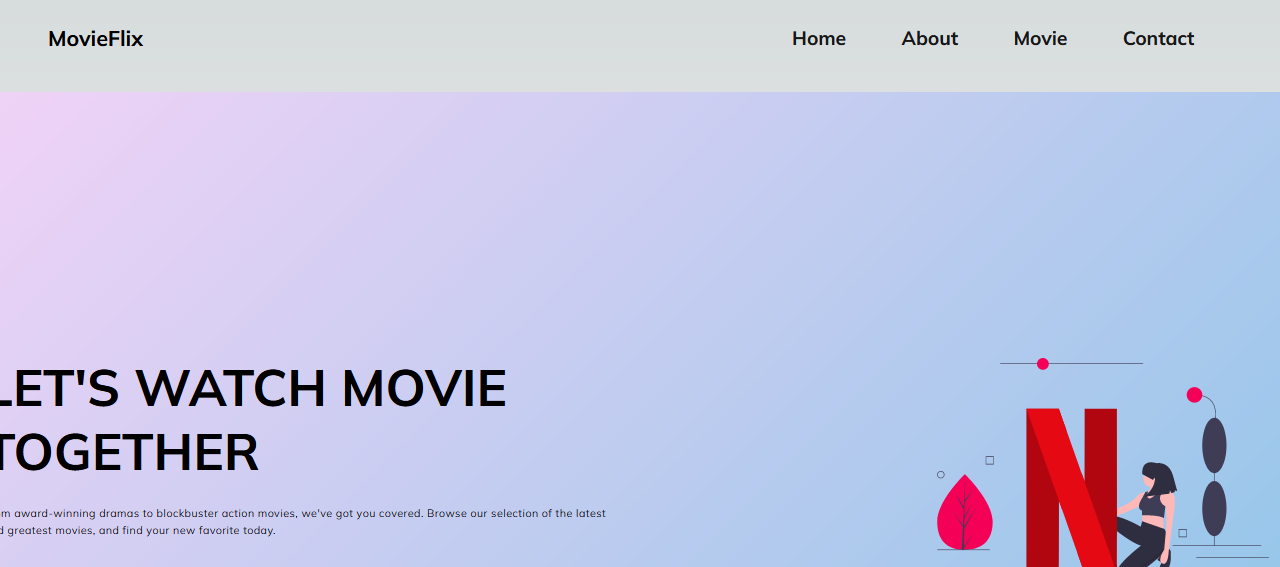 MovieFlix
Home About Movie Contact
LET'S WATCH MOVIE
TOGETHER
award-winning dramas to blockbuster action movies, we've got you covered. Browse our selection of the latest
greatest movies, and find your new favorite today.
N